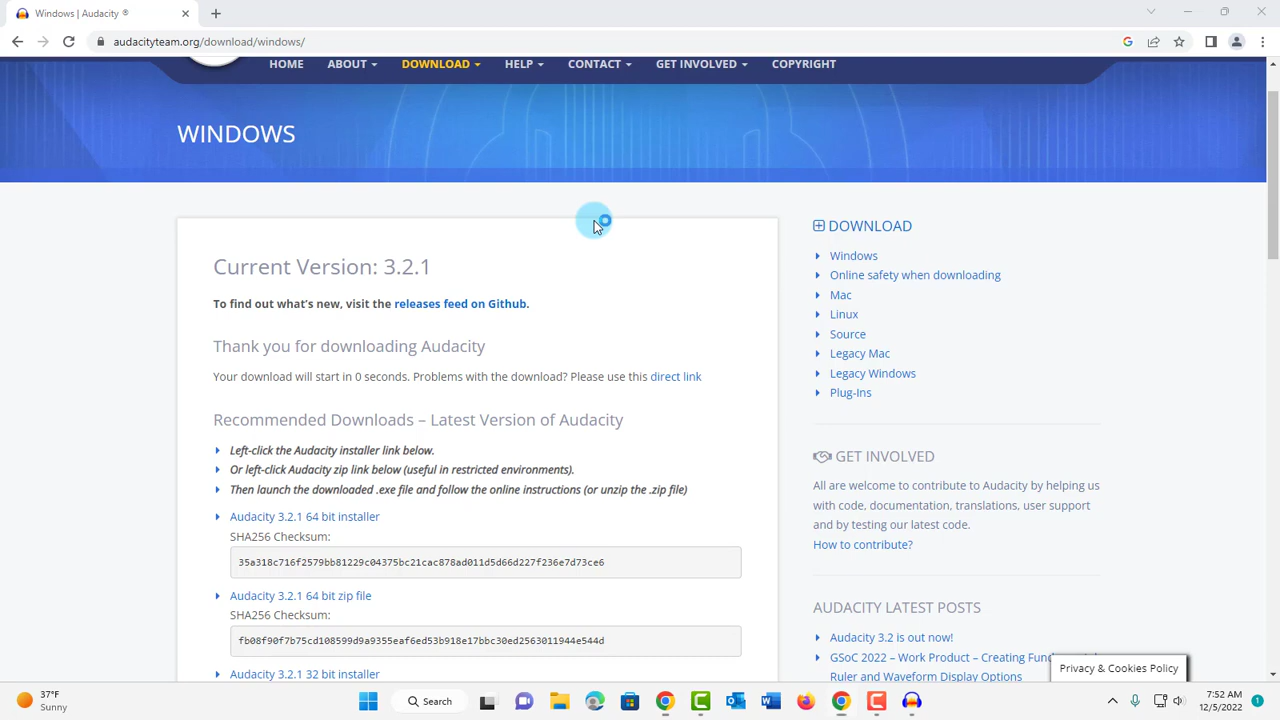 Windows | Audacity ®
audacityteam.org/download/windows/
HOME ABOUT DOWNLOAD HELP CONTACT GET INVOLVED COPYRIGHT
WINDOWS
Current Version: 3.2.1
To find out what's new, visit the releases feed on Github.
Thank you for downloading Audacity
Your download will start in 0 seconds. Problems with the download? Please use this direct link
Recommended Downloads – Latest Version of Audacity
Left-click the Audacity installer link below.
Or left-click Audacity zip link below (useful in restricted environments).
Then launch the downloaded .exe file and follow the online instructions (or unzip the .zip file)
Audacity 3.2.1 64 bit installer
SHA256 Checksum:
35a318c716f2579bb81229c04375bc21cac878ad011d5d66d227f236e7d73ce6
Audacity 3.2.1 64 bit zip file
SHA256 Checksum:
fb08f90f7b75cd108599d9a9355eaf6ed53b918e17bbc30ed2563011944e544d
Audacity 3.2.1 32 bit installer
DOWNLOAD
Windows
Online safety when downloading
Mac
Linux
Source
Legacy Mac
Legacy Windows
Plug-Ins
GET INVOLVED
All are welcome to contribute to Audacity by helping us
with code, documentation, translations, user support
and by testing our latest code.
How to contribute?
AUDACITY LATEST POSTS
Audacity 3.2 is out now!
GSoC 2022 – Work Product – Creating
Ruler and Waveform Display Options
Privacy & Cookies Policy
37°F
Sunny
Search
7:52 AM
12/5/2022
1